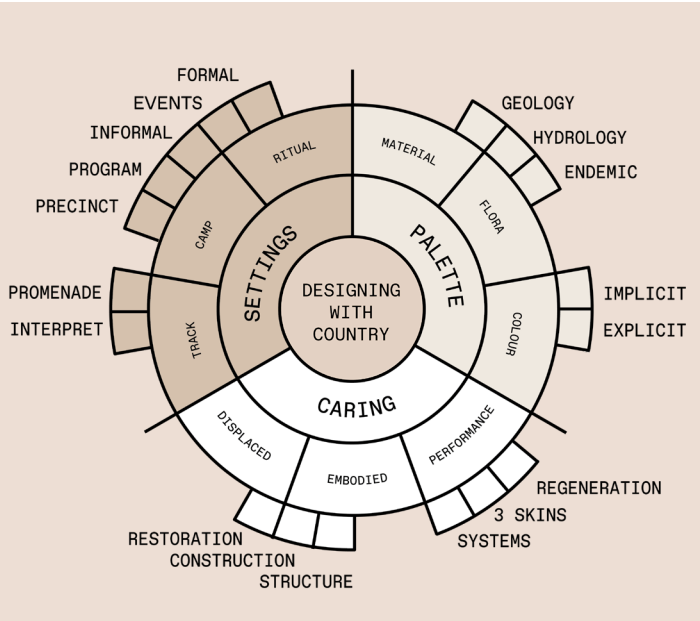 FORMAL
EVENTS
INFORMAL
PROGRAM
PRECINCT
PROMENADE
INTERPRET
GEOLOGY
HYDROLOGY
ENDEMIC
IMPLICIT
EXPLICIT
RITUAL
CAMP
TRACK
MATERIAL
FLORA
COLOUR
SETTINGS
PALETTE
DESIGNING
WITH
COUNTRY
CARING
DISPLACED
EMBODIED
PERFORMANCE
RESTORATION
CONSTRUCTION
STRUCTURE
REGENERATION
3 SKINS
SYSTEMS